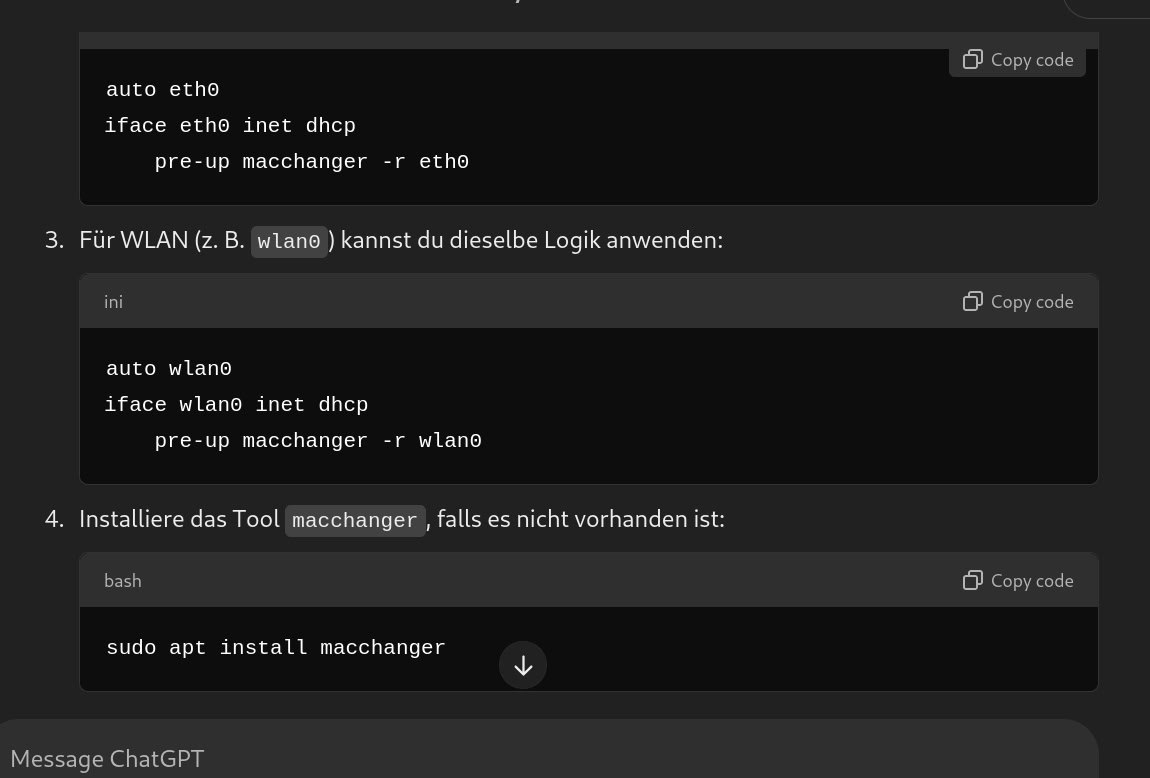 Copy code
auto eth0
iface eth0 inet dhcp
    pre-up macchanger -r eth0
3. Für WLAN (z. B. wlan0) kannst du dieselbe Logik anwenden:
ini Copy code
auto wlan0
iface wlan0 inet dhcp
    pre-up macchanger -r wlan0
4. Installiere das Tool macchanger, falls es nicht vorhanden ist:
bash Copy code
sudo apt install macchanger
Message ChatGPT